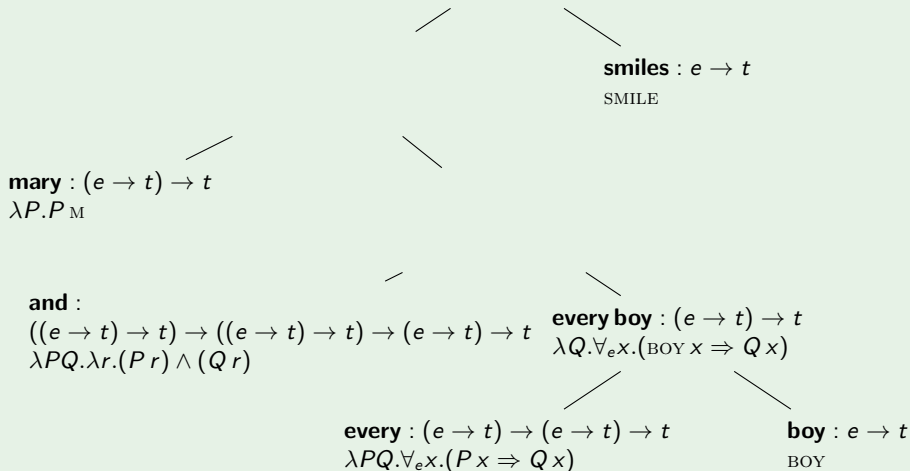 smiles : e → t
SMILE
mary : (e → t) → t
λP.P M
and :
((e → t) → t) → ((e → t) → t) → (e → t) → t
λPQ.λr.(P r) ∧ (Q r)
every boy : (e → t) → t
λQ.∀ₑx.(BOY x ⇒ Q x)
every : (e → t) → (e → t) → t
λPQ.∀ₑx.(P x ⇒ Q x)
boy : e → t
BOY